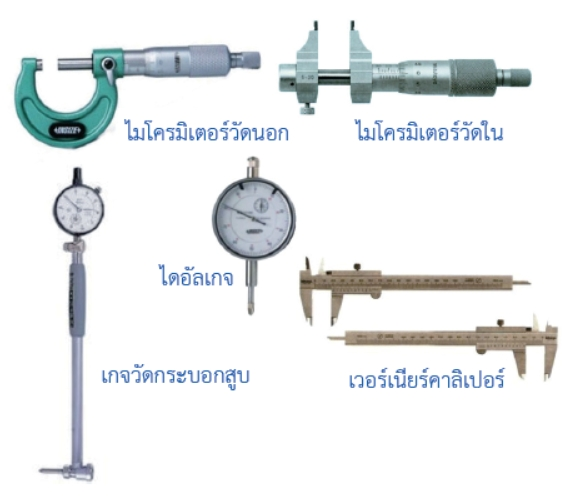 INSIZE
ไมโครมิเตอร์วัดนอก
ไมโครมิเตอร์วัดใน
ไดอัลเกจ
เกจวัดกระบอกสูบ
เวอร์เนียร์คาลิเปอร์